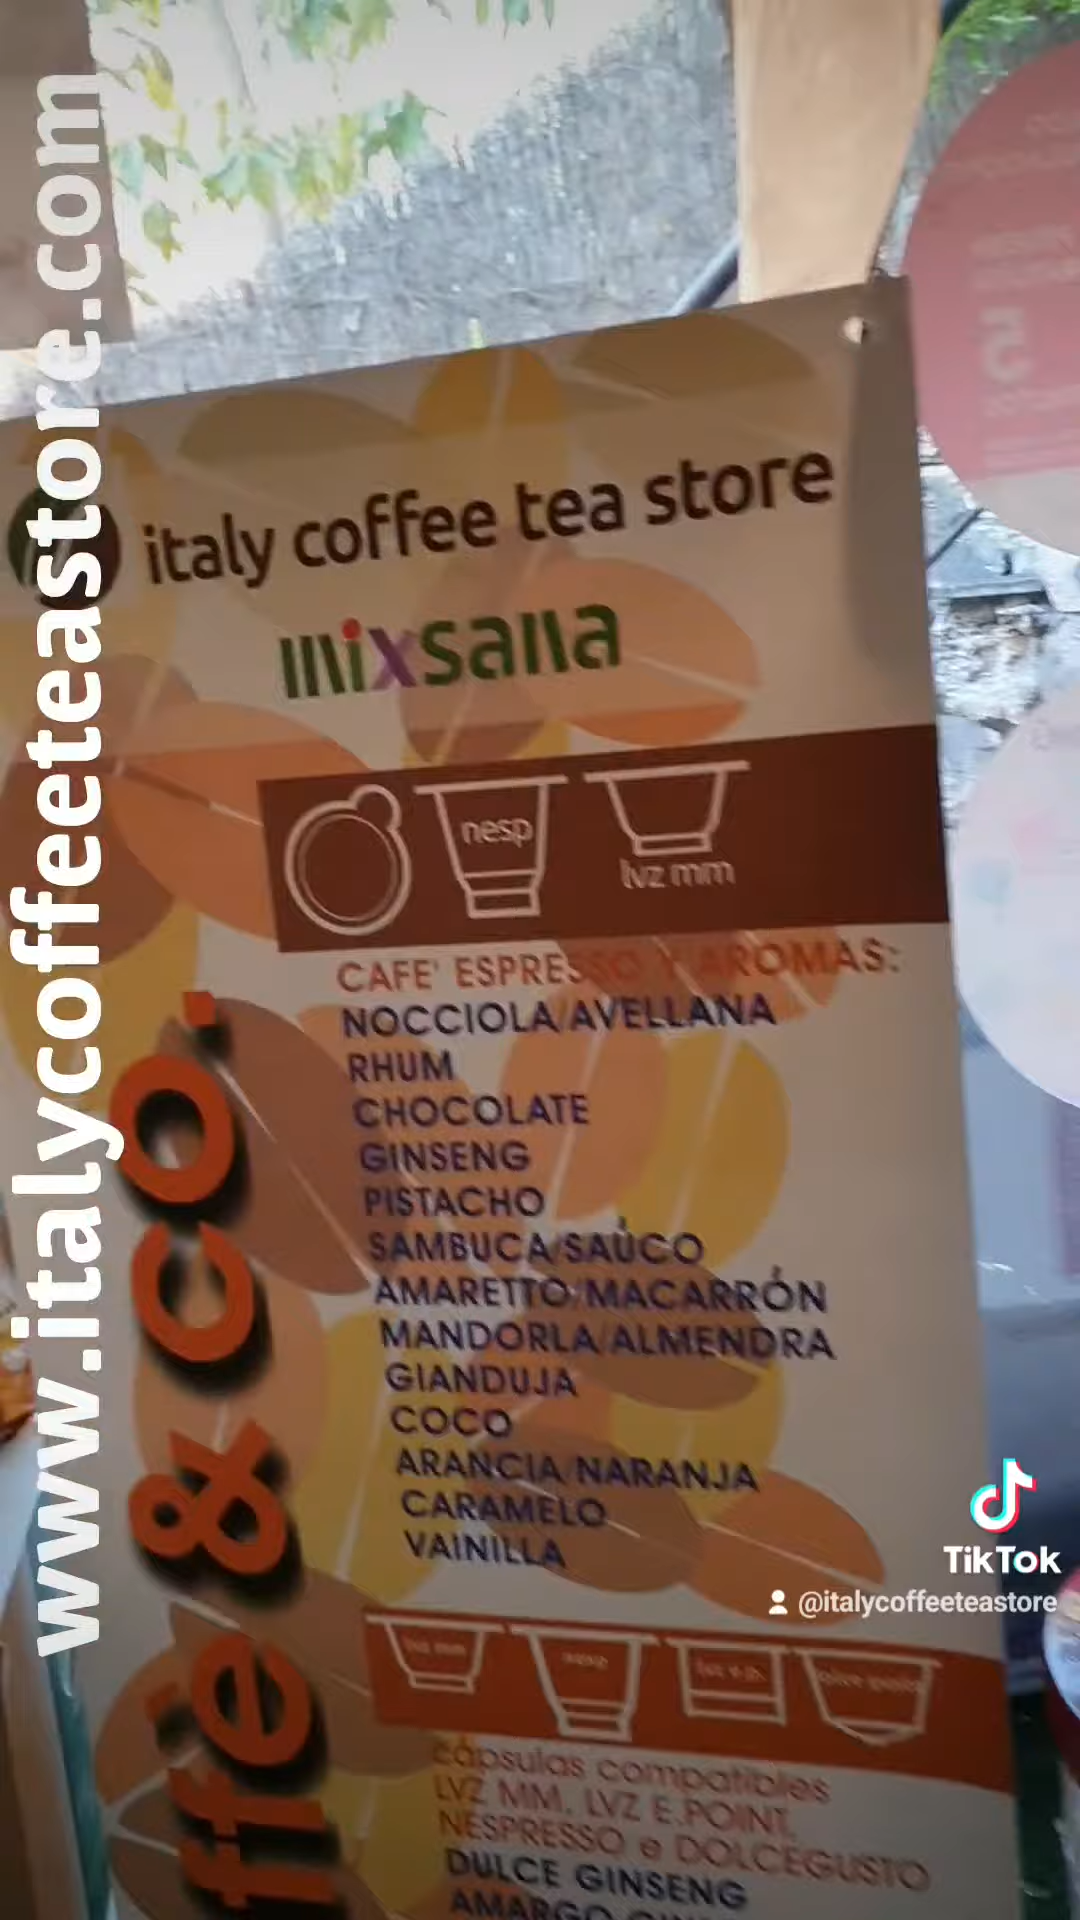 www.italycoffeeteastore.com
italy coffee tea store
mixsana
nesp
lvz mm
CAFE' ESPRESSO Y AROMAS:
NOCCIOLA/AVELLANA
RHUM
CHOCOLATE
GINSENG
PISTACHO
SAMBUCA/SAÚCO
AMARETTO/MACARRÓN
MANDORLA/ALMENDRA
GIANDUJA
COCO
ARANCIA/NARANJA
CARAMELO
VAINILLA
ffe' & CO.
lvz mm
nesp
lvz e.p.
cápsulas compatibles
LVZ MM, LVZ E.POINT,
NESPRESSO e DOLCEGUSTO
DULCE GINSENG
AMARGO
TikTok
@italycoffeeteastore